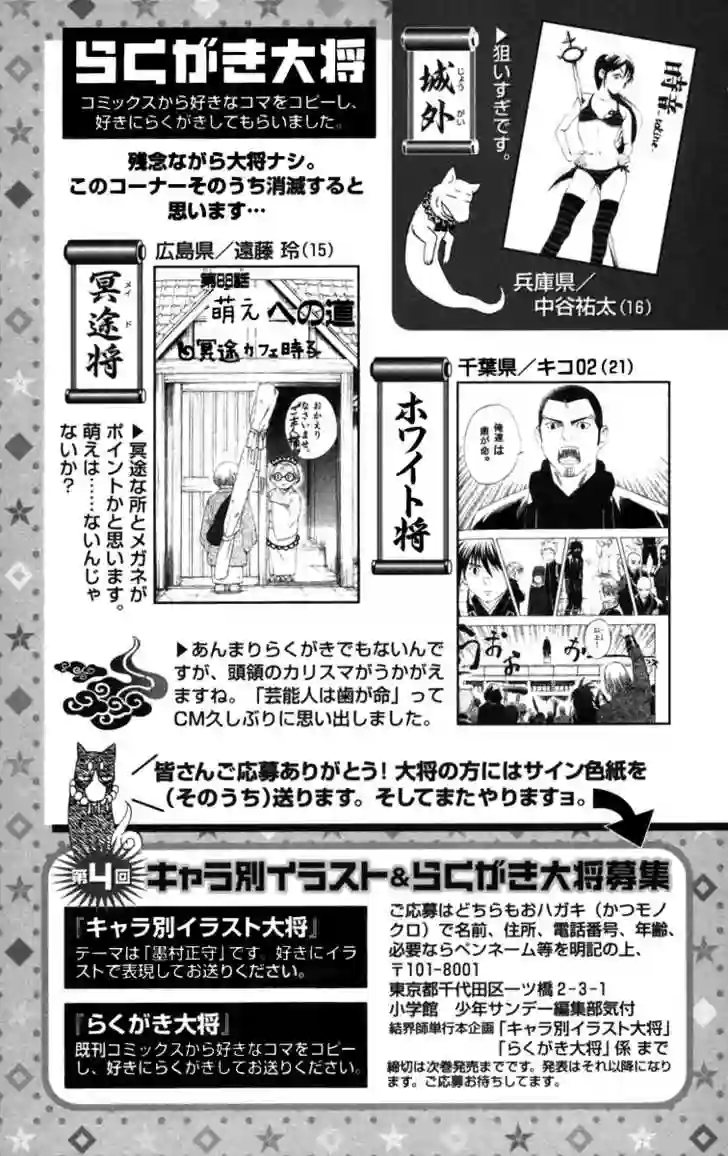 らくがき大将
コミックスから好きなコマをコピーし、
好きにらくがきしてもらいました。
残念ながら大将ナシ。
このコーナーそのうち消滅すると
思います…
城外
じょう
がい
▶狙いすぎです。
時音
-tokine.
兵庫県／
中谷祐太(16)
広島県／遠藤 玲(15)
冥途将
メイ
ド
第88話
萌えへの道
冥途カフェ時子
おかえり
なさいませ。
ご主人様
▶冥途な所とメガネが
ポイントかと思います。
萌えは……ないんじゃ
ないか?
千葉県／キコ02(21)
ホワイト将
俺達は
歯が命。
以上!
うおおお
▶あんまりらくがきでもないんで
すが、頭領のカリスマがうかがえ
ますね。「芸能人は歯が命」って
CM久しぶりに思い出しました。
皆さんご応募ありがとう!大将の方にはサイン色紙を
(そのうち)送ります。そしてまたやりますョ。
第4回 キャラ別イラスト&らくがき大将募集
『キャラ別イラスト大将』
テーマは「墨村正守」です。好きにイラ
ストで表現してお送りください。
『らくがき大将』
既刊コミックスから好きなコマをコピー
し、好きにらくがきしてお送りください。
ご応募はどちらもおハガキ（かつモノ
クロ）で名前、住所、電話番号、年齢、
必要ならペンネーム等を明記の上、
〒101-8001
東京都千代田区一ツ橋2-3-1
小学館　少年サンデー編集部気付
結界師単行本企画「キャラ別イラスト大将」
「らくがき大将」係 まで
締切は次巻発売までです。発表はそれ以降になり
ます。ご応募お待ちしてます。